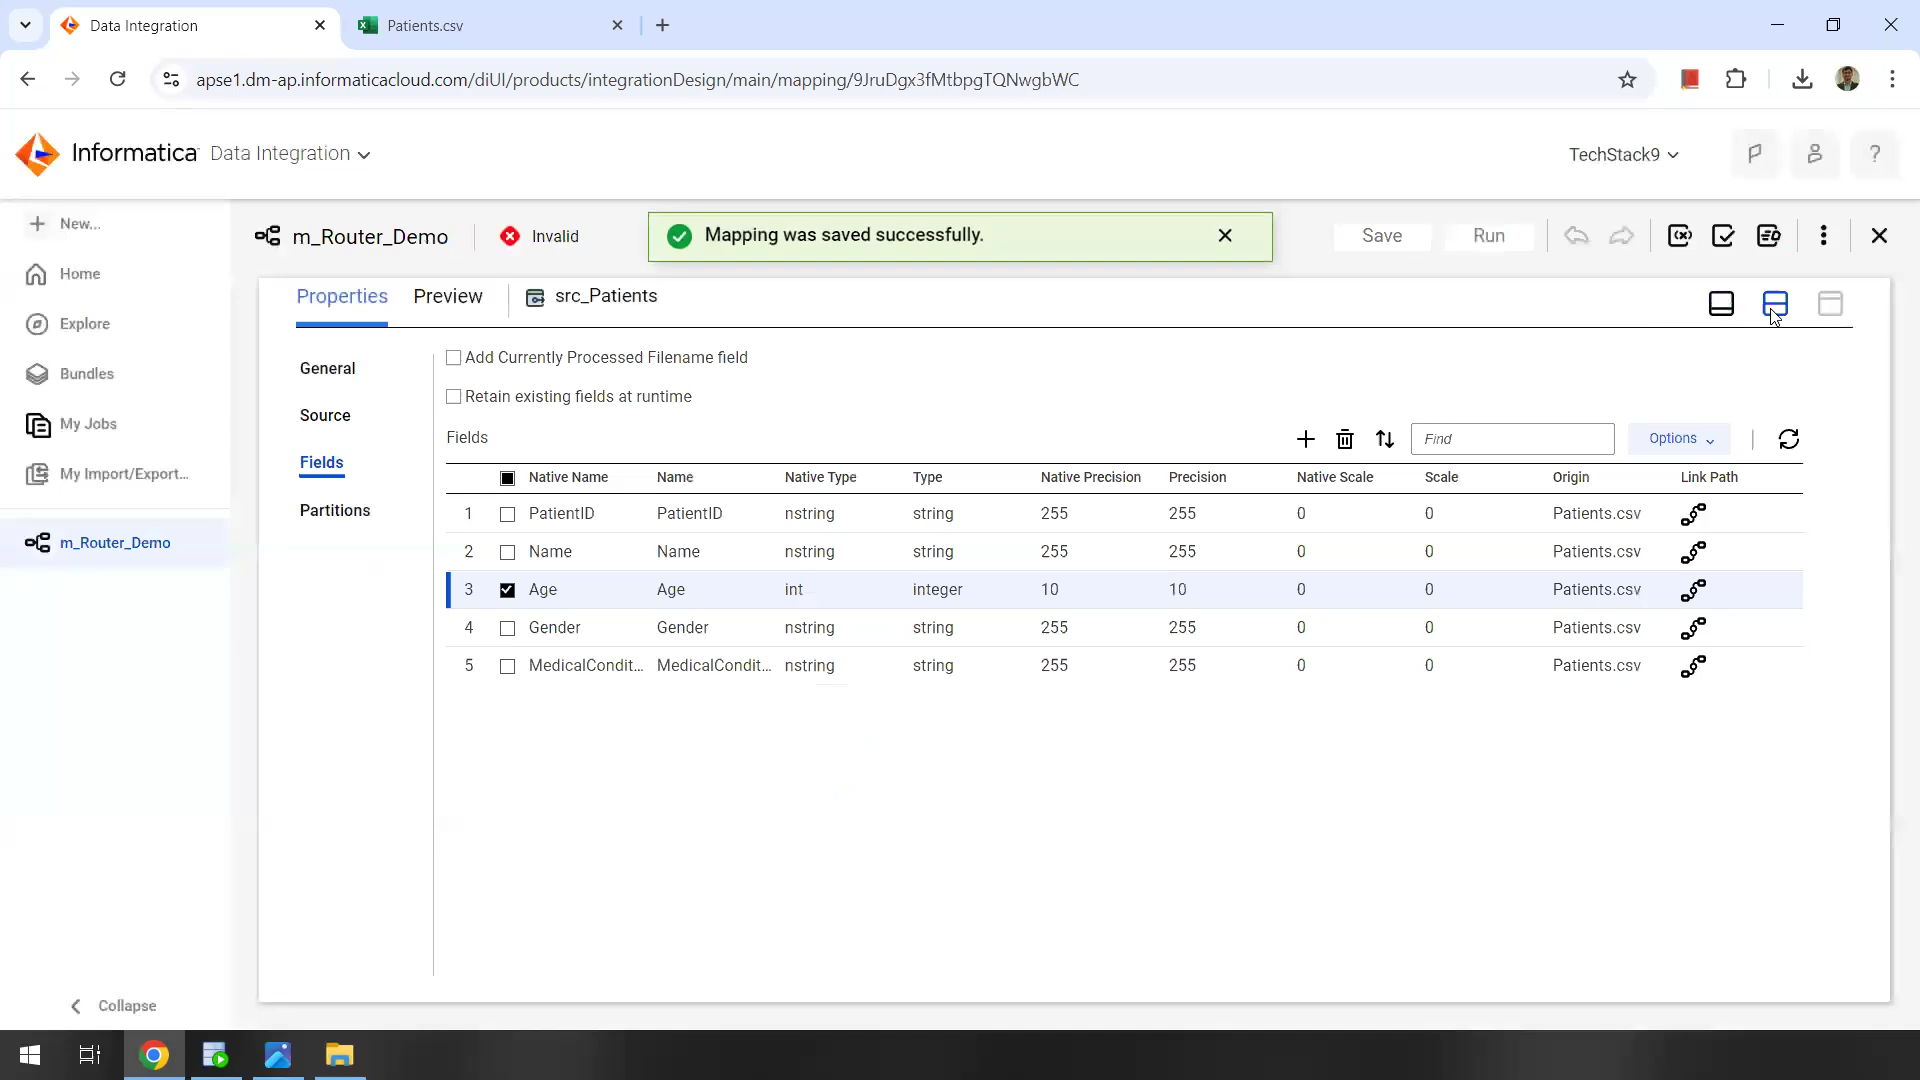 Data Integration
Patients.csv
apse1.dm-ap.informaticacloud.com/diUI/products/integrationDesign/main/mapping/9JruDgx3fMtbpgTQNwgbWC
Informatica Data Integration
TechStack9
?
New...
Home
Explore
Bundles
My Jobs
My Import/Export...
m_Router_Demo
Collapse
m_Router_Demo
Invalid
Mapping was saved successfully.
Save
Run
Properties
Preview
src_Patients
General
Source
Fields
Partitions
Add Currently Processed Filename field
Retain existing fields at runtime
Fields
Find
Options
Native Name Name Native Type Type Native Precision Precision Native Scale Scale Origin Link Path
1 PatientID PatientID nstring string 255 255 0 0 Patients.csv
2 Name Name nstring string 255 255 0 0 Patients.csv
3 Age Age int integer 10 10 0 0 Patients.csv
4 Gender Gender nstring string 255 255 0 0 Patients.csv
5 MedicalCondit... MedicalCondit... nstring string 255 255 0 0 Patients.csv